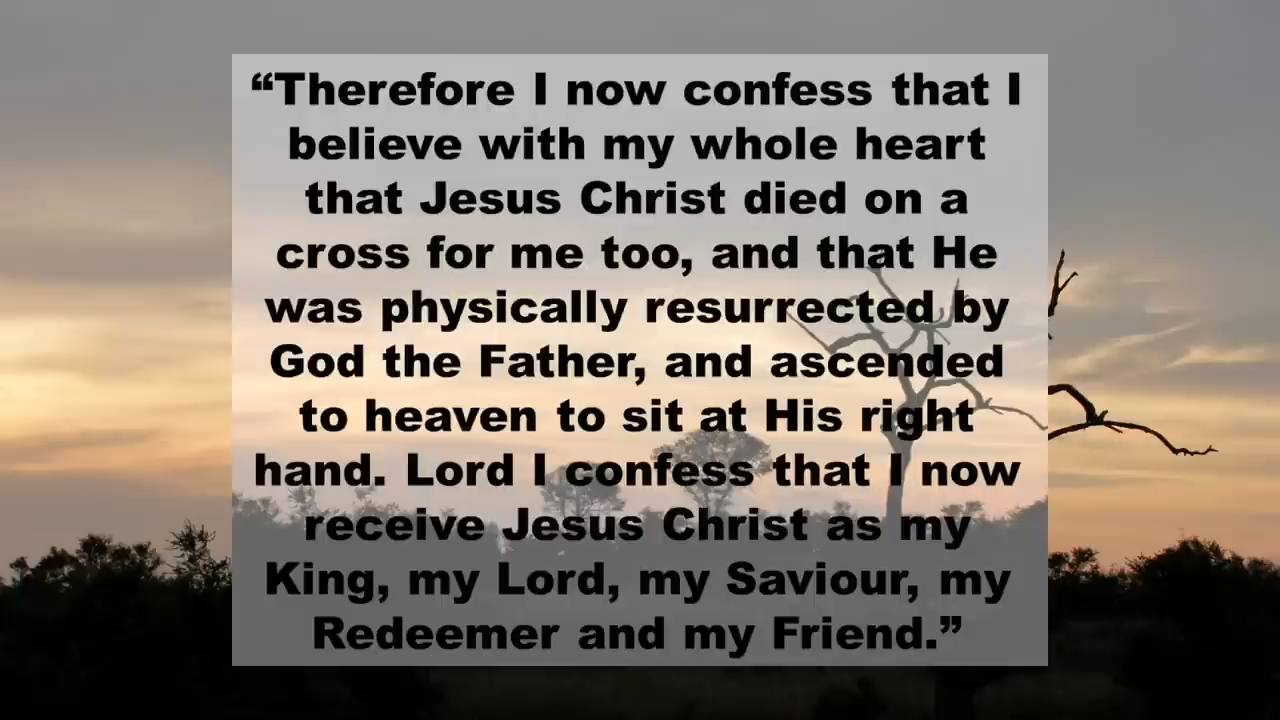 “Therefore I now confess that I
believe with my whole heart
that Jesus Christ died on a
cross for me too, and that He
was physically resurrected by
God the Father, and ascended
to heaven to sit at His right
hand. Lord I confess that I now
receive Jesus Christ as my
King, my Lord, my Saviour, my
Redeemer and my Friend.”